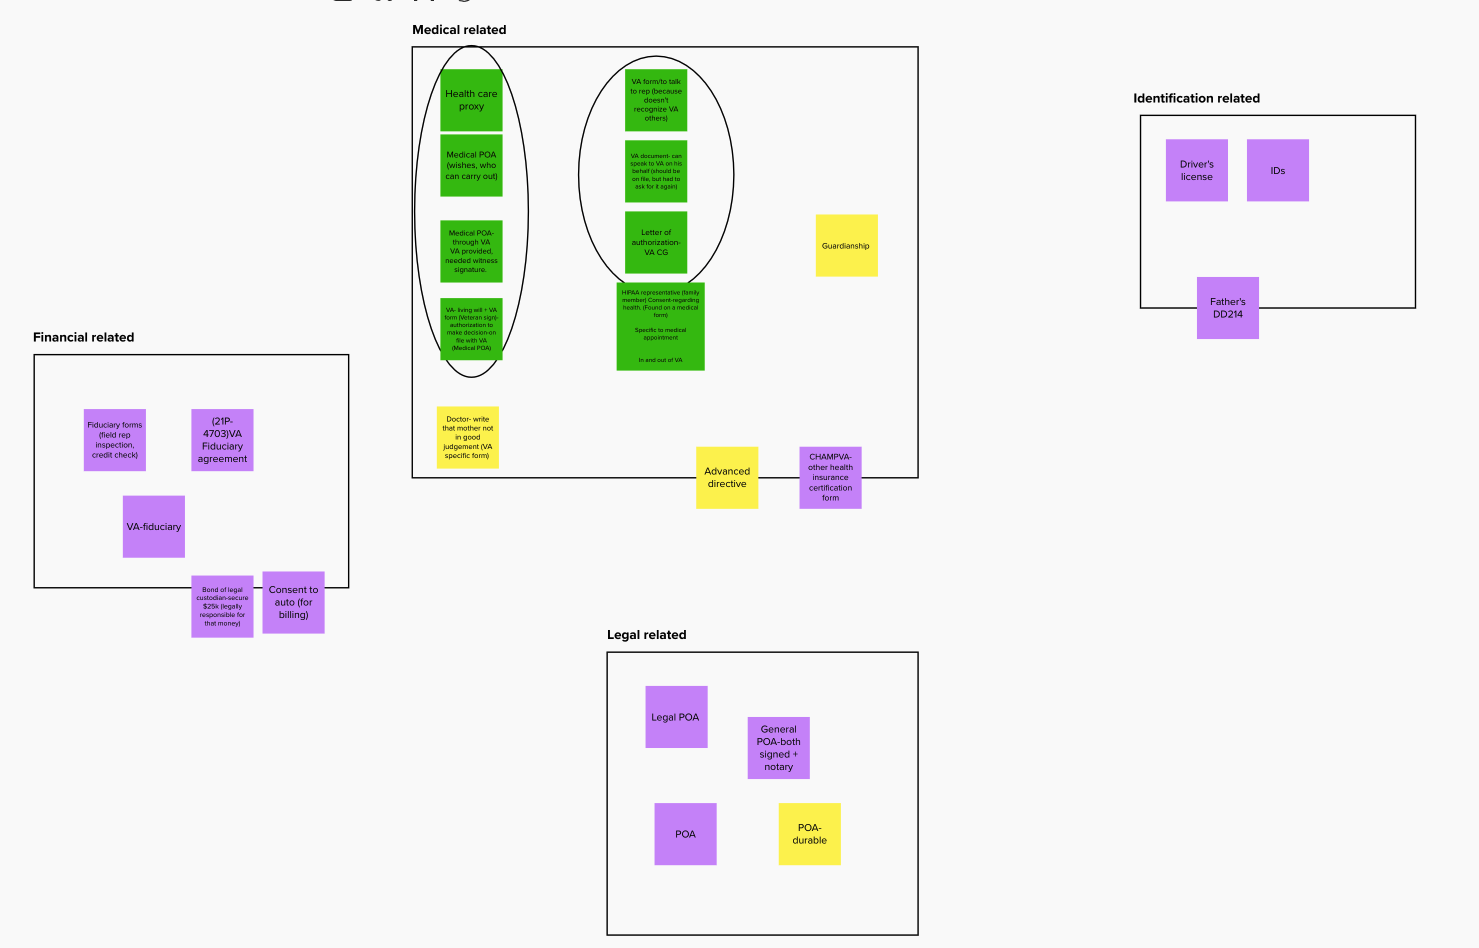 Medical related
Health care
proxy
Medical POA
(wishes, who
can carry out)
Medical POA-
through VA
VA provided,
needed witness
signature.
VA- living will + VA
form (Veteran sign)-
authorization to
make decision-on
file with VA
(Medical POA)
Doctor- write
that mother not
in good
judgement (VA
specific form)
VA form/to talk
to rep (because
doesn't
recognize VA
others)
VA document- can
speak to VA on his
behalf (should be
on file, but had to
ask for it again)
Letter of
authorization-
VA CG
HIPAA representative (family
member) Consent-regarding
health. (Found on a medical
form)
Specific to medical
appointment
In and out of VA
Guardianship
Advanced
directive
CHAMPVA-
other health
insurance
certification
form
Identification related
Driver's
license
IDs
Father's
DD214
Financial related
Fiduciary forms
(field rep
inspection,
credit check)
(21P-
4703)VA
Fiduciary
agreement
VA-fiduciary
Bond of legal
custodian-secure
$25k (legally
responsible for
that money)
Consent to
auto (for
billing)
Legal related
Legal POA
General
POA-both
signed +
notary
POA
POA-
durable